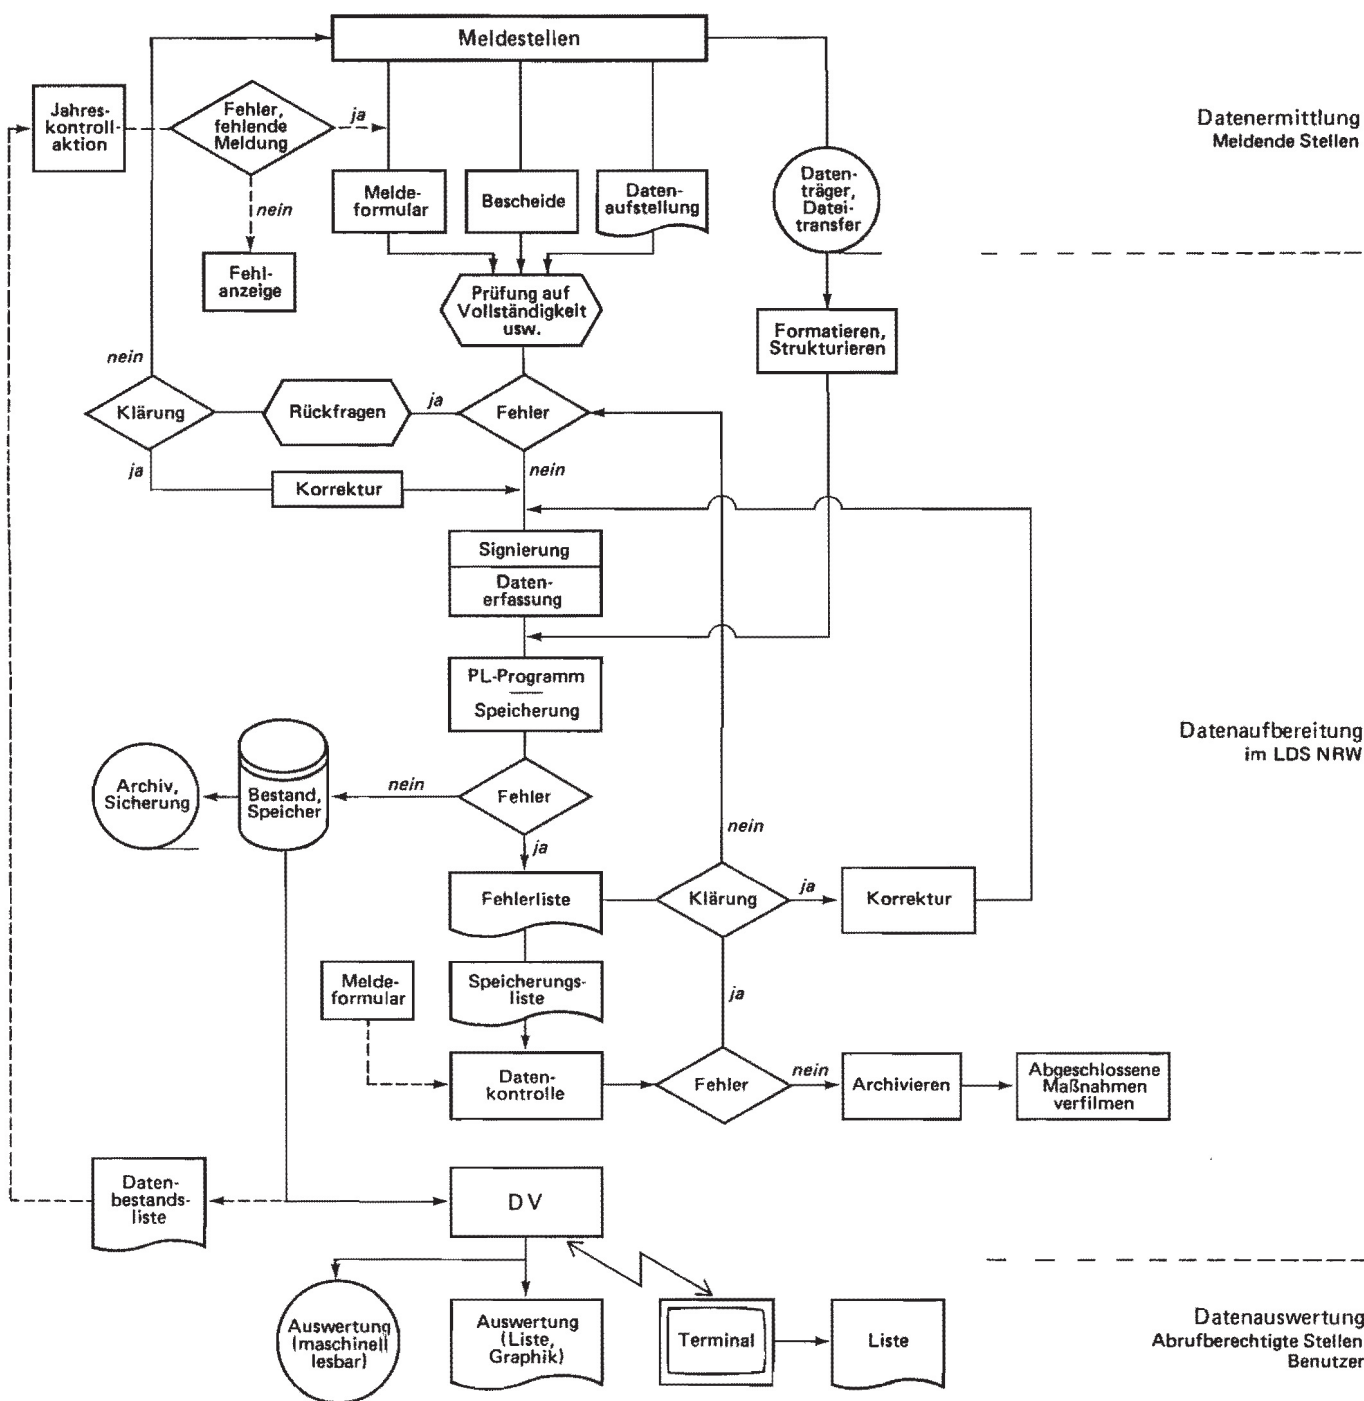 Meldestellen
Jahres-
kontroll-
aktion
Fehler,
fehlende
Meldung
ja
nein
Fehl-
anzeige
Melde-
formular
Bescheide
Daten-
aufstellung
Daten-
träger,
Datei-
transfer
Datenermittlung
Meldende Stellen
Prüfung auf
Vollständigkeit
usw.
Formatieren,
Strukturieren
nein
Klärung
Rückfragen
ja
Fehler
ja
Korrektur
nein
Signierung
Daten-
erfassung
PL-Programm
Speicherung
Datenaufbereitung
im LDS NRW
Archiv,
Sicherung
Bestand,
Speicher
nein
Fehler
ja
nein
Fehlerliste
Klärung
ja
Korrektur
Melde-
formular
Speicherungs-
liste
ja
Daten-
kontrolle
Fehler
nein
Archivieren
Abgeschlossene
Maßnahmen
verfilmen
Daten-
bestands-
liste
DV
Auswertung
(maschinell
lesbar)
Auswertung
(Liste,
Graphik)
Terminal
Liste
Datenauswertung
Abrufberechtigte Stellen
Benutzer